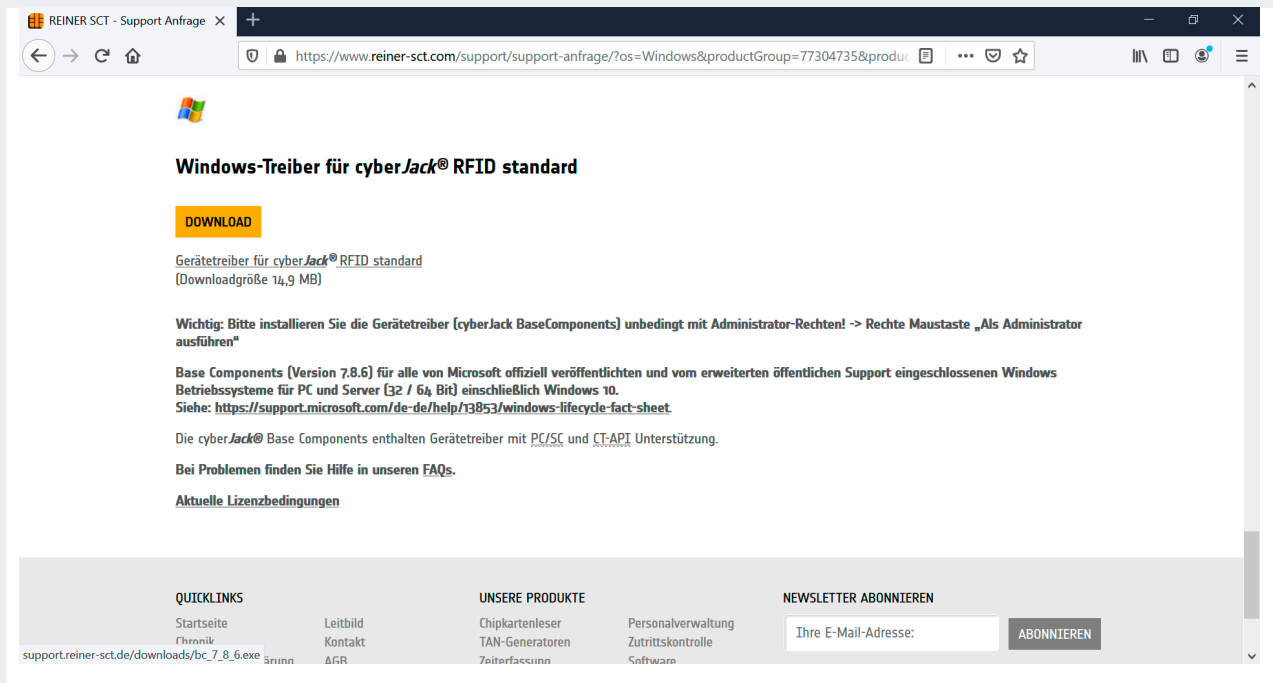 REINER SCT - Support Anfrage
https://www.reiner-sct.com/support/support-anfrage/?os=Windows&productGroup=77304735&produc
Windows-Treiber für cyberJack® RFID standard
DOWNLOAD
Gerätetreiber für cyberJack® RFID standard
(Downloadgröße 14,9 MB)
Wichtig: Bitte installieren Sie die Gerätetreiber (cyberJack BaseComponents) unbedingt mit Administrator-Rechten! -> Rechte Maustaste „Als Administrator
ausführen“
Base Components (Version 7.8.6) für alle von Microsoft offiziell veröffentlichten und vom erweiterten öffentlichen Support eingeschlossenen Windows
Betriebssysteme für PC und Server (32 / 64 Bit) einschließlich Windows 10.
Siehe: https://support.microsoft.com/de-de/help/13853/windows-lifecycle-fact-sheet.
Die cyberJack® Base Components enthalten Gerätetreiber mit PC/SC und CT-API Unterstützung.
Bei Problemen finden Sie Hilfe in unseren FAQs.
Aktuelle Lizenzbedingungen
QUICKLINKS
Startseite
Chronik
Leitbild
Kontakt
AGB
UNSERE PRODUKTE
Chipkartenleser
TAN-Generatoren
Zeiterfassung
Personalverwaltung
Zutrittskontrolle
Software
NEWSLETTER ABONNIEREN
Ihre E-Mail-Adresse:
ABONNIEREN
support.reiner-sct.de/downloads/bc_7_8_6.exe